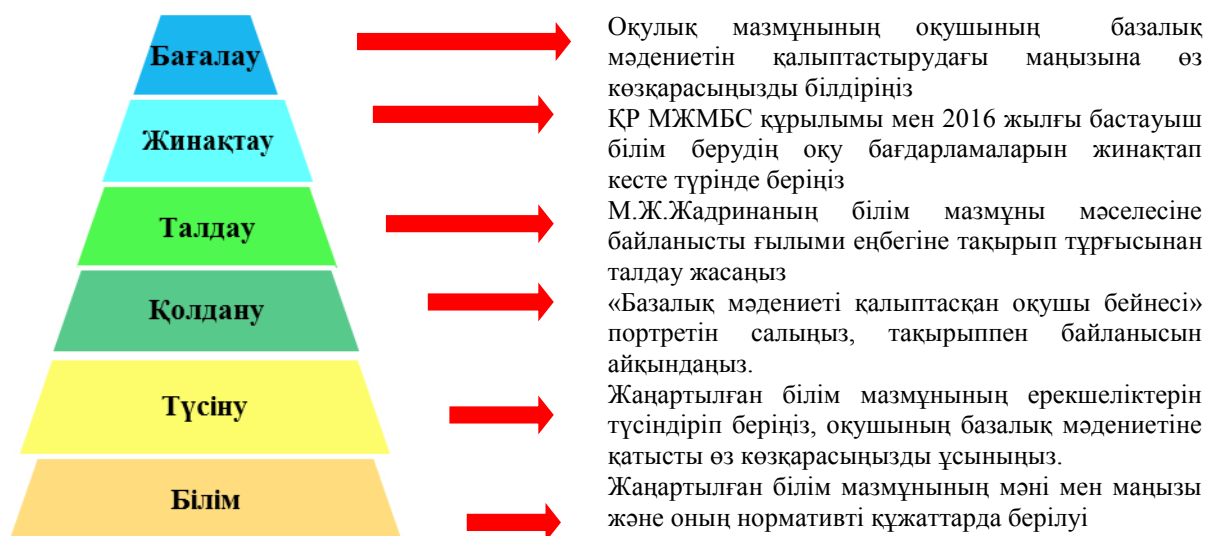 Бағалау
Жинақтау
Талдау
Қолдану
Түсіну
Білім
Оқулық мазмұнының оқушының базалық
мәдениетін қалыптастырудағы маңызына өз
көзқарасыңызды білдіріңіз
ҚР МЖМБС құрылымы мен 2016 жылғы бастауыш
білім берудің оқу бағдарламаларын жинақтап
кесте түрінде беріңіз
М.Ж.Жадринаның білім мазмұны мәселесіне
байланысты ғылыми еңбегіне тақырып тұрғысынан
талдау жасаңыз
«Базалық мәдениеті қалыптасқан оқушы бейнесі»
портретін салыңыз, тақырыппен байланысын
айқындаңыз.
Жаңартылған білім мазмұнының ерекшеліктерін
түсіндіріп беріңіз, оқушының базалық мәдениетіне
қатысты өз көзқарасыңызды ұсыныңыз.
Жаңартылған білім мазмұнының мәні мен маңызы
және оның нормативті құжаттарда берілуі